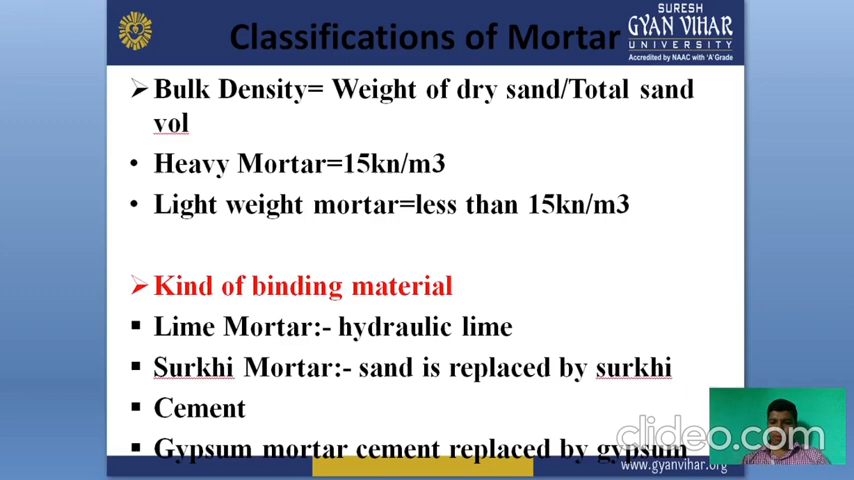 SURESH
GYAN VIHAR
UNIVERSITY
Accredited by NAAC with 'A' Grade
Classifications of Mortar
Bulk Density= Weight of dry sand/Total sand
vol
Heavy Mortar=15kn/m3
Light weight mortar=less than 15kn/m3
Kind of binding material
Lime Mortar:- hydraulic lime
Surkhi Mortar:- sand is replaced by surkhi
Cement
Gypsum mortar cement replaced by gypsum
clideo.com
www.gyanvihar.org